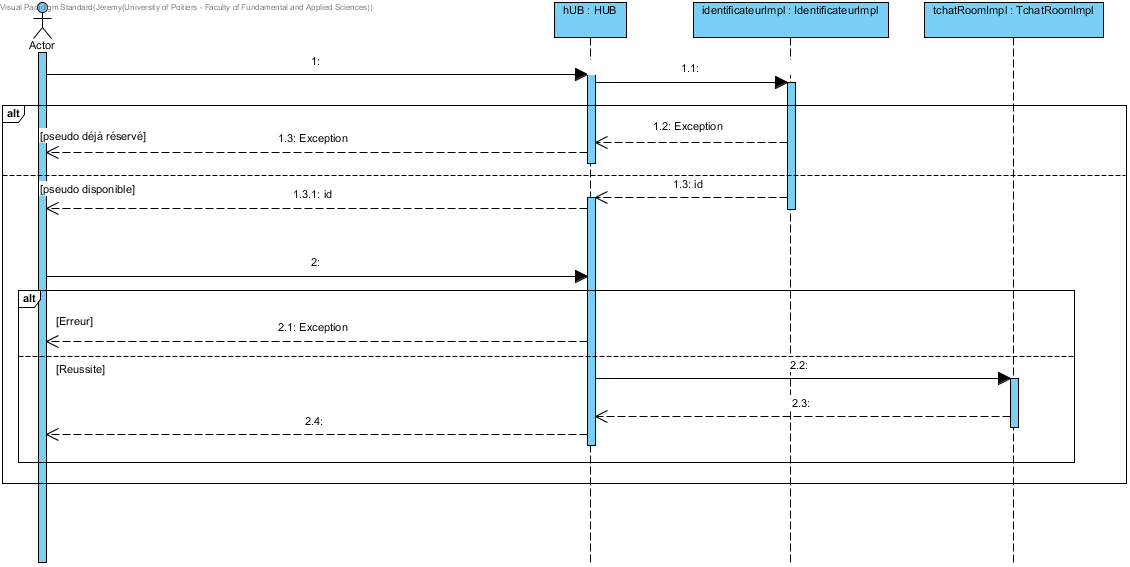 Visual Paradigm Standard(Jeremy(University of Poitiers - Faculty of Fundamental and Applied Sciences))
hUB : HUB
identificateurImpl : IdentificateurImpl
tchatRoomImpl : TchatRoomImpl
Actor
1:
1.1:
alt
[pseudo déjà réservé]
1.3: Exception
1.2: Exception
[pseudo disponible]
1.3.1: id
1.3: id
2:
alt
[Erreur]
2.1: Exception
[Reussite]
2.2:
2.3:
2.4: